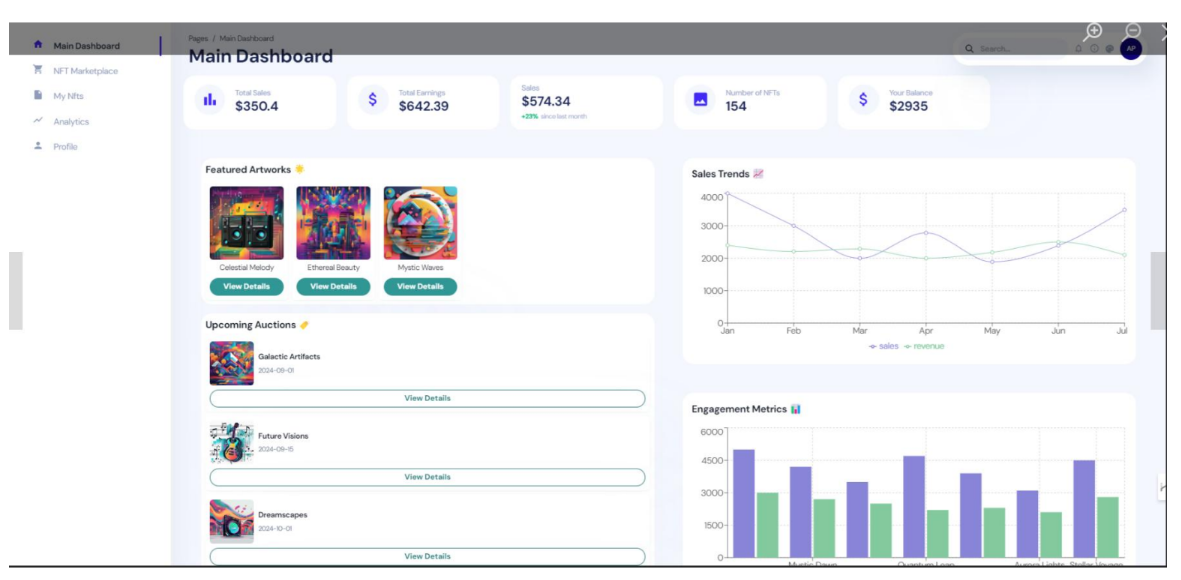 Pages / Main Dashboard
Main Dashboard
Search...
AP
Main Dashboard
NFT Marketplace
My Nfts
Analytics
Profile
Total Sales
$350.4
Total Earnings
$642.39
Sales
$574.34
+23% since last month
Number of NFTs
154
Your Balance
$2935
Featured Artworks
Celestial Melody
Ethereal Beauty
Mystic Waves
View Details
View Details
View Details
Upcoming Auctions
Galactic Artifacts
2024-09-01
View Details
Future Visions
2024-09-15
View Details
Dreamscapes
2024-10-01
View Details
Sales Trends
4000
3000
2000
1000
0
Jan Feb Mar Apr May Jun Jul
sales revenue
Engagement Metrics
6000
4500
3000
1500
0
Mystic Dawn Quantum Leap Aurora Lights Stellar Voyage